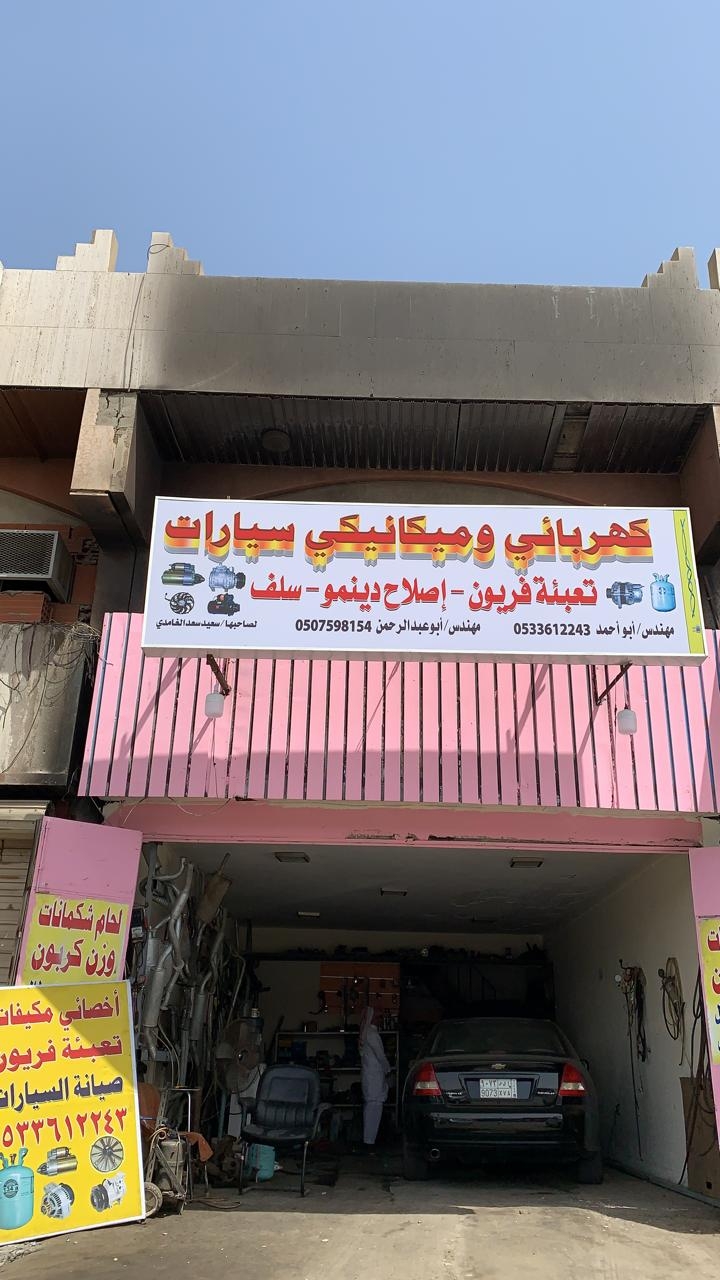 كهربائي وميكانيكي سيارات
تعبئة فريون - إصلاح دينمو - سلف
مهندس/أبو أحمد 0533612243 مهندس/أبو عبدالرحمن 0507598154 لصاحبها/سعيد سعد الغامدي
لحام شكمانات
وزن كربون
أخصائي مكيفات
تعبئة فريون
صيانة السيارات
٠٥٣٣٦١٢٢٤٣
9073